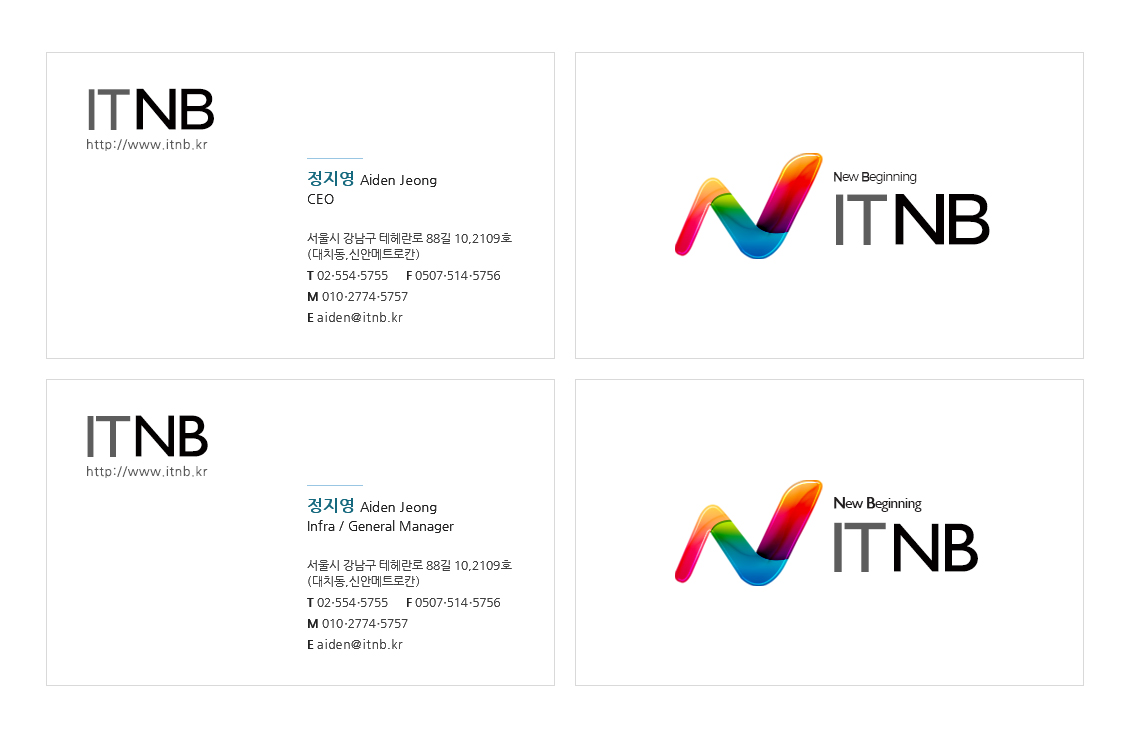 ITNB
http://www.itnb.kr
정지영 Aiden Jeong
CEO
서울시 강남구 테헤란로 88길 10,2109호
(대치동,신안메트로칸)
T 02·554·5755 F 0507·514·5756
M 010·2774·5757
E aiden@itnb.kr
New Beginning
ITNB
ITNB
http://www.itnb.kr
정지영 Aiden Jeong
Infra / General Manager
서울시 강남구 테헤란로 88길 10,2109호
(대치동,신안메트로칸)
T 02·554·5755 F 0507·514·5756
M 010·2774·5757
E aiden@itnb.kr
New Beginning
ITNB